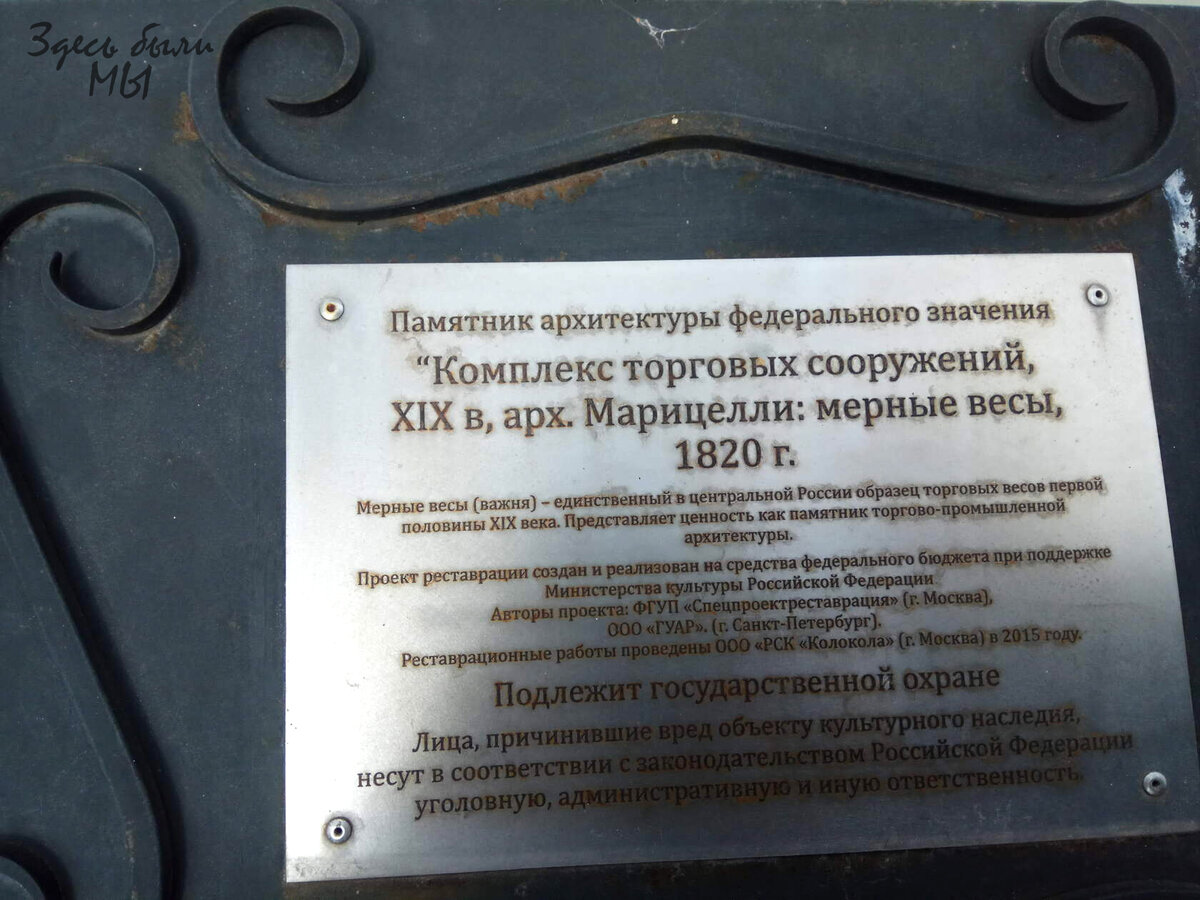 Здесь были
МЫ
Памятник архитектуры федерального значения
“Комплекс торговых сооружений,
XIX в, арх. Марицелли: мерные весы,
1820 г.
Мерные весы (важня) – единственный в центральной России образец торговых весов первой
половины XIX века. Представляет ценность как памятник торгово-промышленной
архитектуры.
Проект реставрации создан и реализован на средства федерального бюджета при поддержке
Министерства культуры Российской Федерации
Авторы проекта: ФГУП «Спецпроектреставрация» (г. Москва),
ООО «ГУАР». (г. Санкт-Петербург).
Реставрационные работы проведены ООО «РСК «Колокола» (г. Москва) в 2015 году.
Подлежит государственной охране
Лица, причинившие вред объекту культурного наследия,
несут в соответствии с законодательством Российской Федерации
уголовную, административную и иную ответственность.